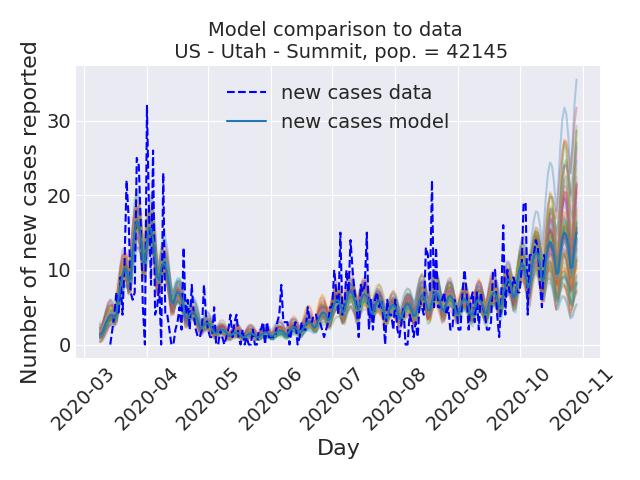 Model comparison to data
US - Utah - Summit, pop. = 42145
new cases data
new cases model
Number of new cases reported
30
20
10
0
2020-03
2020-04
2020-05
2020-06
2020-07
2020-08
2020-09
2020-10
2020-11
Day